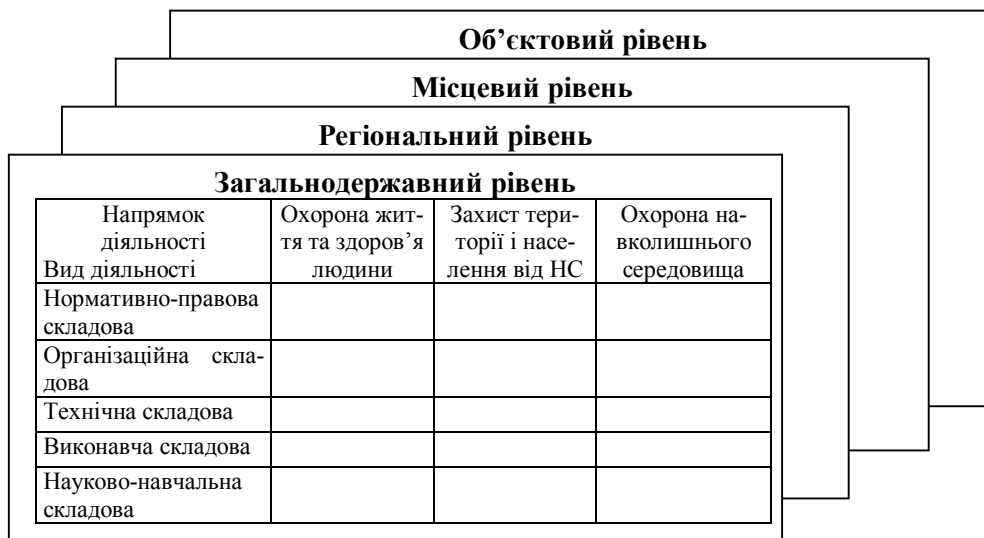 Об’єктовий рівень
Місцевий рівень
Регіональний рівень
Загальнодержавний рівень
Напрямок
діяльності
Вид діяльності
Охорона жит-
тя та здоров’я
людини
Захист тери-
торії і насе-
лення від НС
Охорона на-
вколишнього
середовища
Нормативно-правова
складова
Організаційна скла-
дова
Технічна складова
Виконавча складова
Науково-навчальна
складова